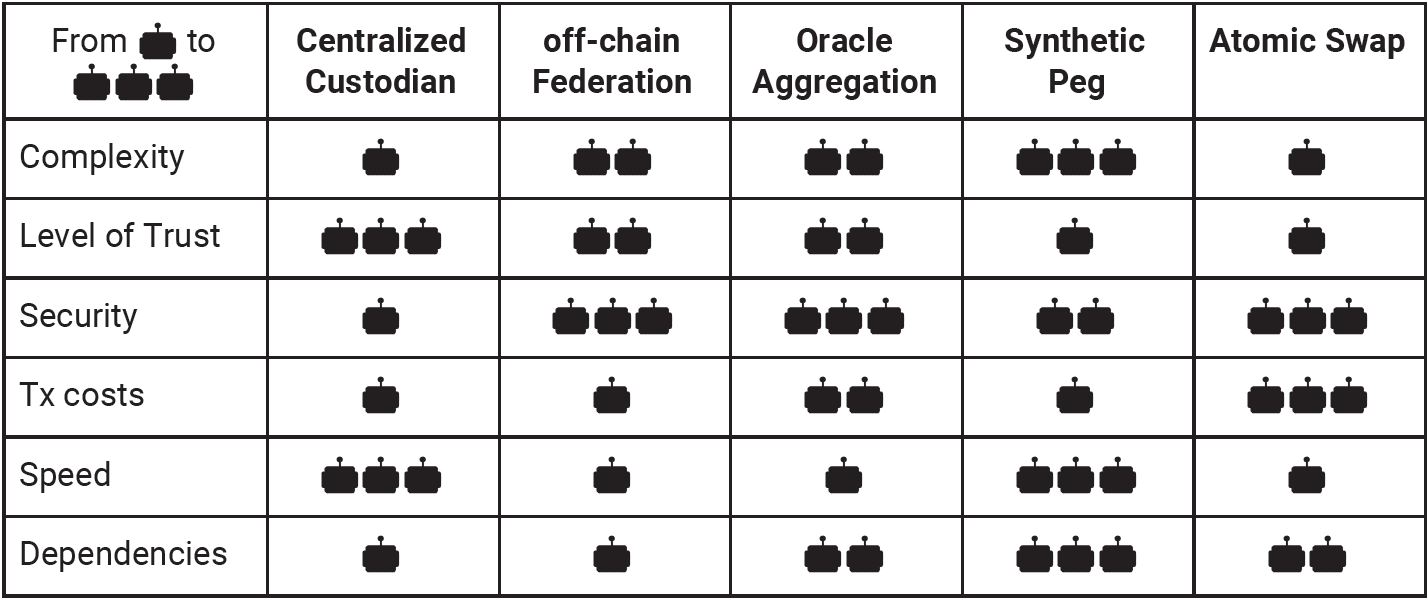 From to
Centralized
Custodian
off-chain
Federation
Oracle
Aggregation
Synthetic
Peg
Atomic Swap
Complexity
Level of Trust
Security
Tx costs
Speed
Dependencies